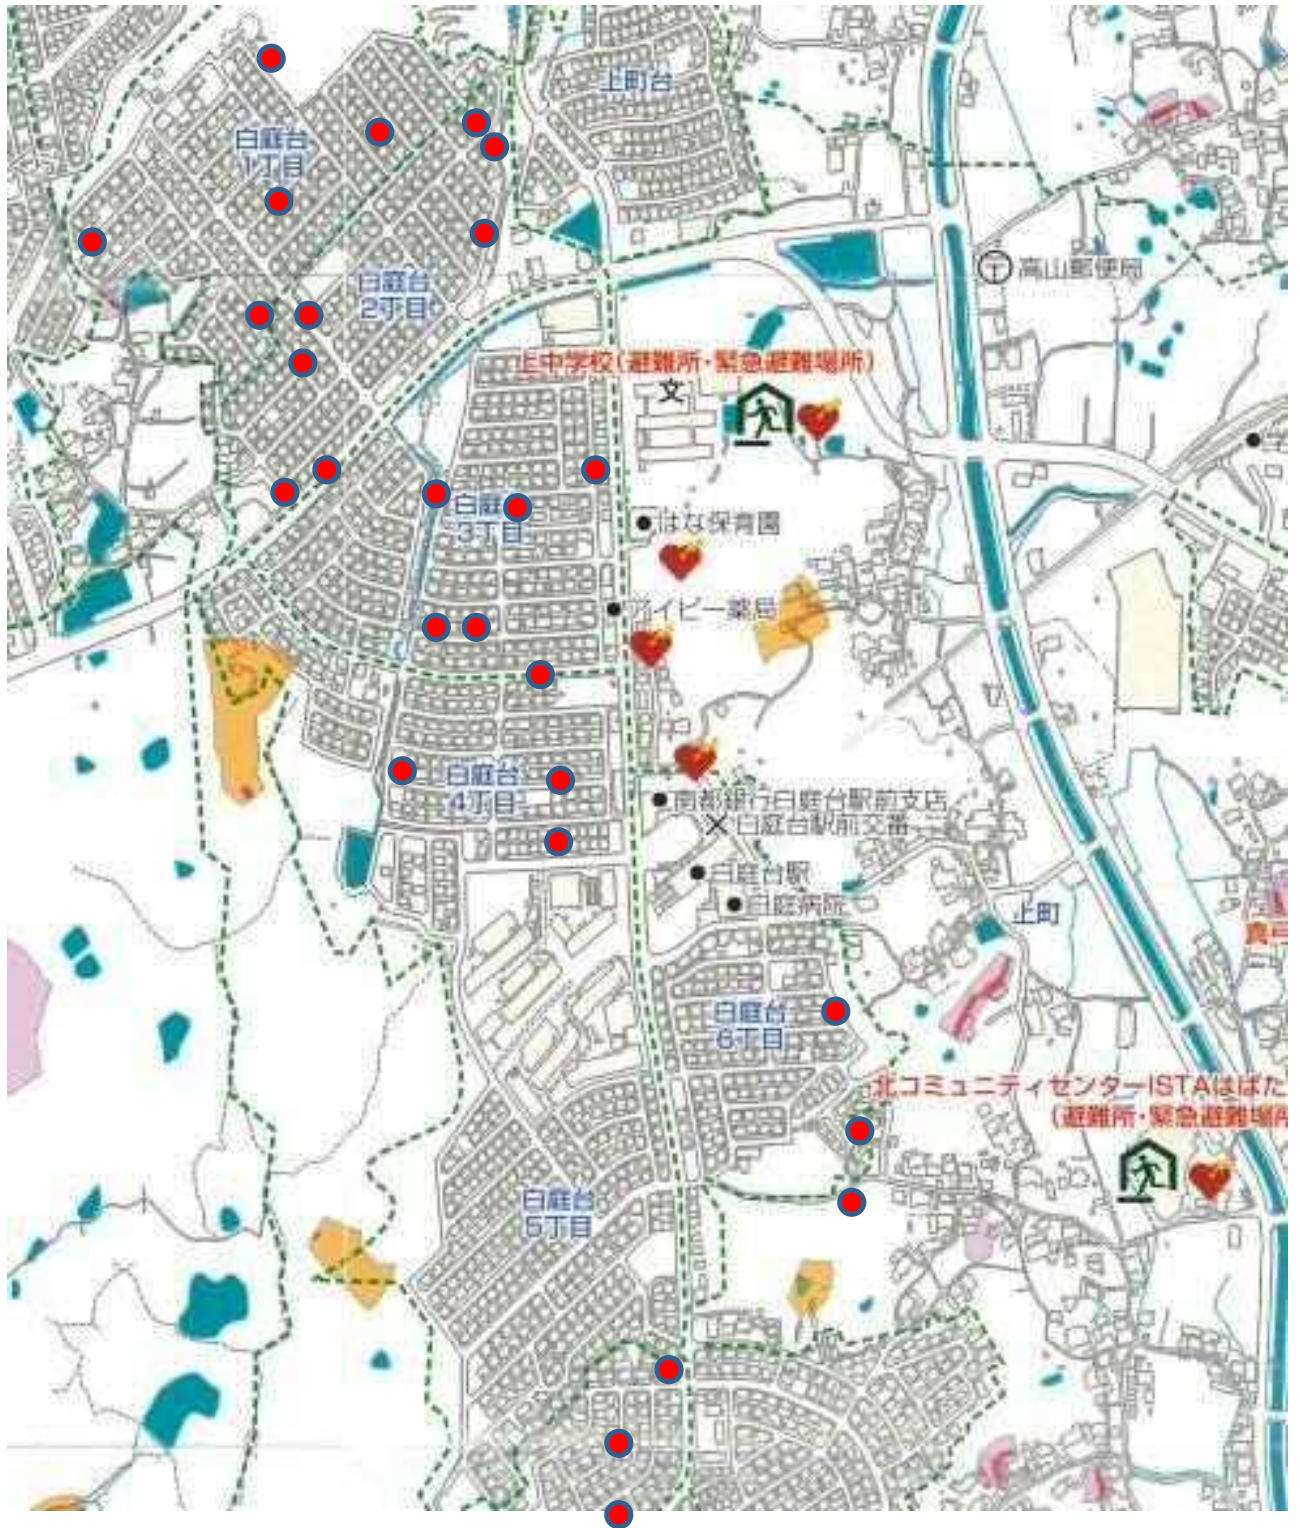 上町台
白庭台
1丁目
白庭台
2丁目
高山郵便局
上中学校(避難所・緊急避難場所)
文
白庭
3丁目
はな保育園
アイビー薬局
白庭台
4丁目
南都銀行白庭台駅前支店
白庭台駅前交番
白庭台駅
白庭病院
上町
白庭台
6丁目
北コミュニティセンターISTAはばた
(避難所・緊急避難場所
白庭台
5丁目